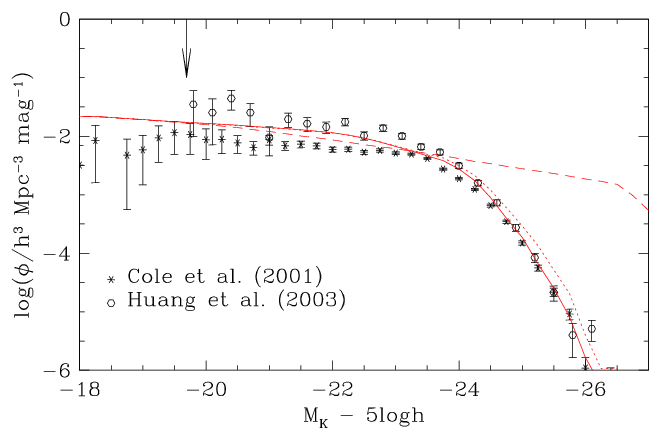 0
−2
−4
−6
log(ϕ/h³ Mpc⁻³ mag⁻¹)
Cole et al. (2001)
Huang et al. (2003)
−18 −20 −22 −24 −26
M_K − 5logh